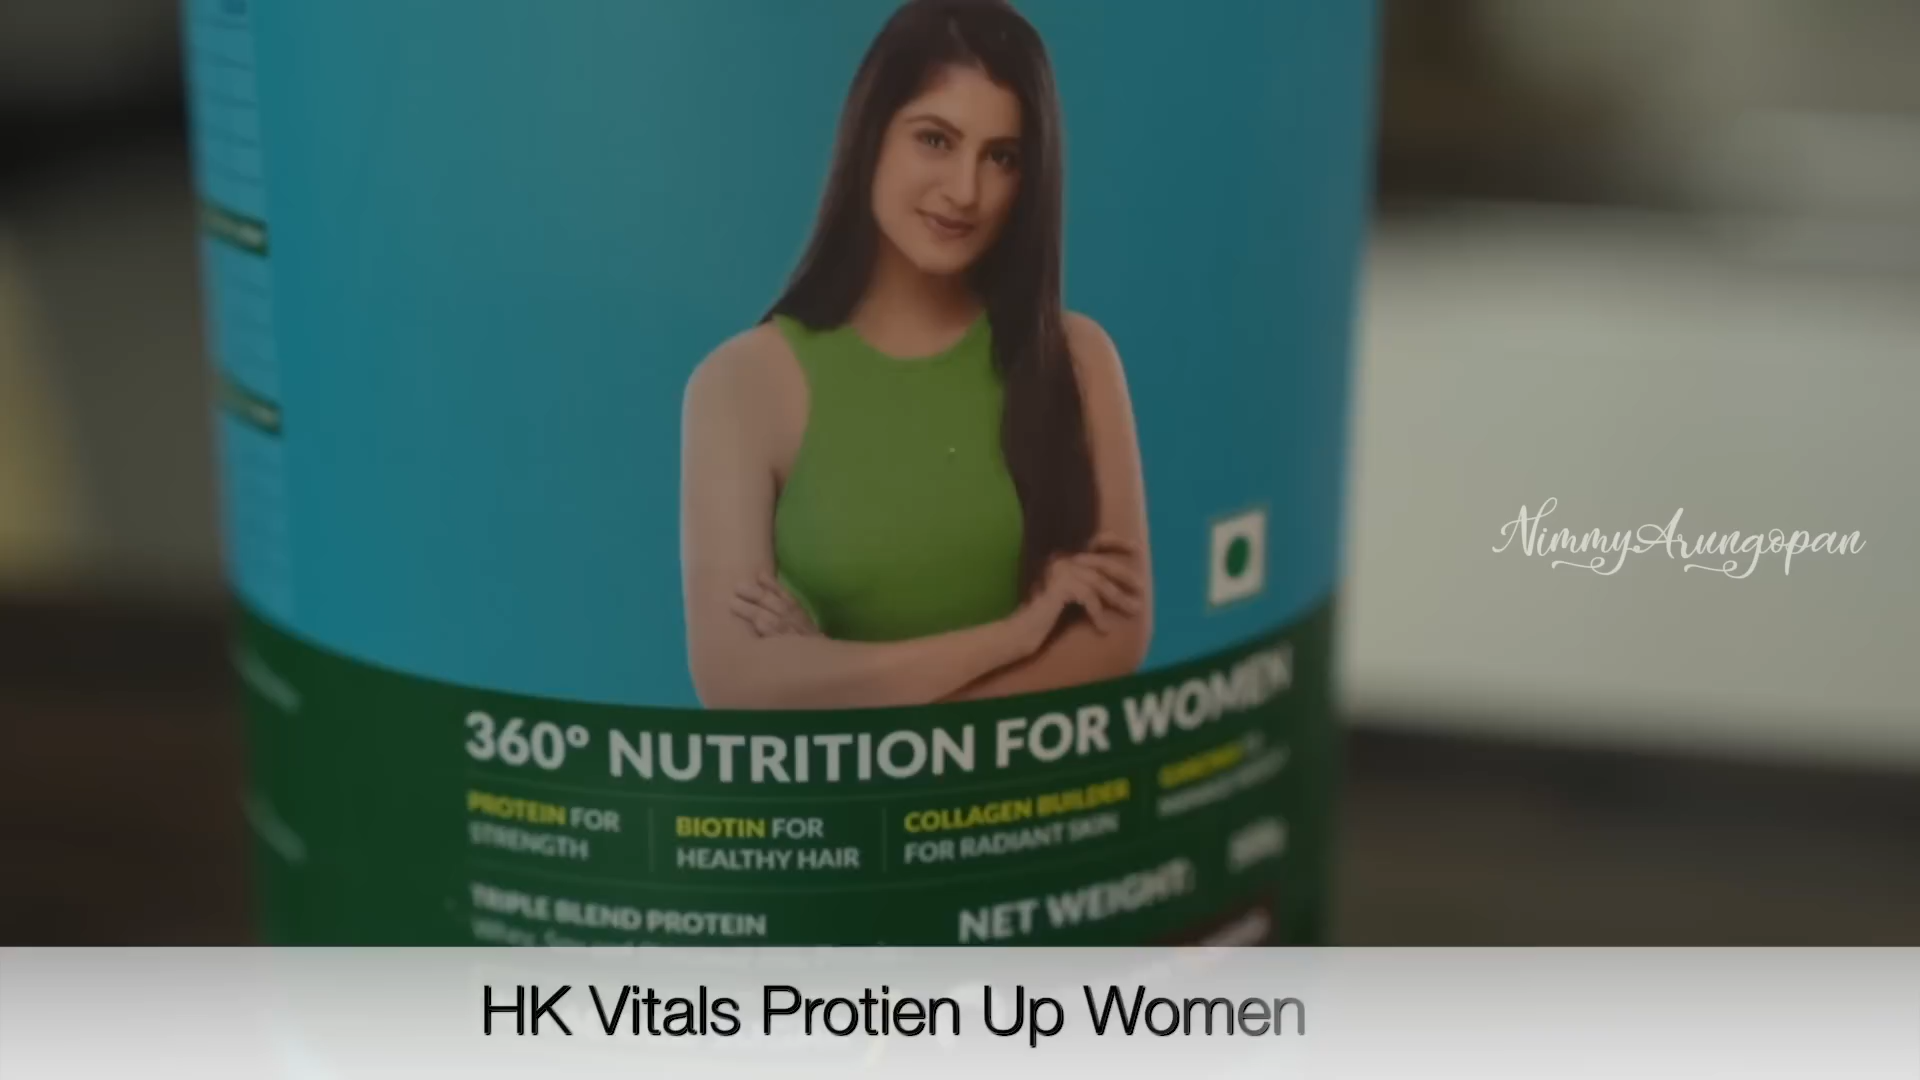 NimmyArungopan
360° NUTRITION FOR WOMEN
PROTEIN FOR
STRENGTH
BIOTIN FOR
HEALTHY HAIR
COLLAGEN BUILDER
FOR RADIANT SKIN
TRIPLE BLEND PROTEIN
NET WEIGHT:
HK Vitals Protien Up Women